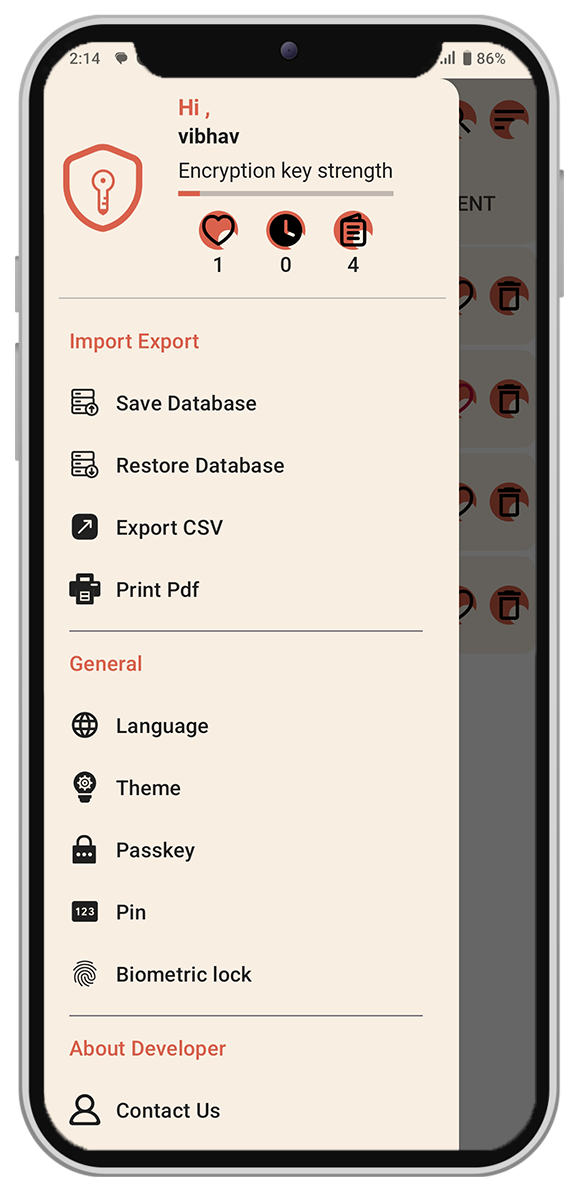 2:14
86%
Hi ,
vibhav
Encryption key strength
1 0 4
ENT
Import Export
Save Database
Restore Database
Export CSV
Print Pdf
General
Language
Theme
Passkey
123 Pin
Biometric lock
About Developer
Contact Us